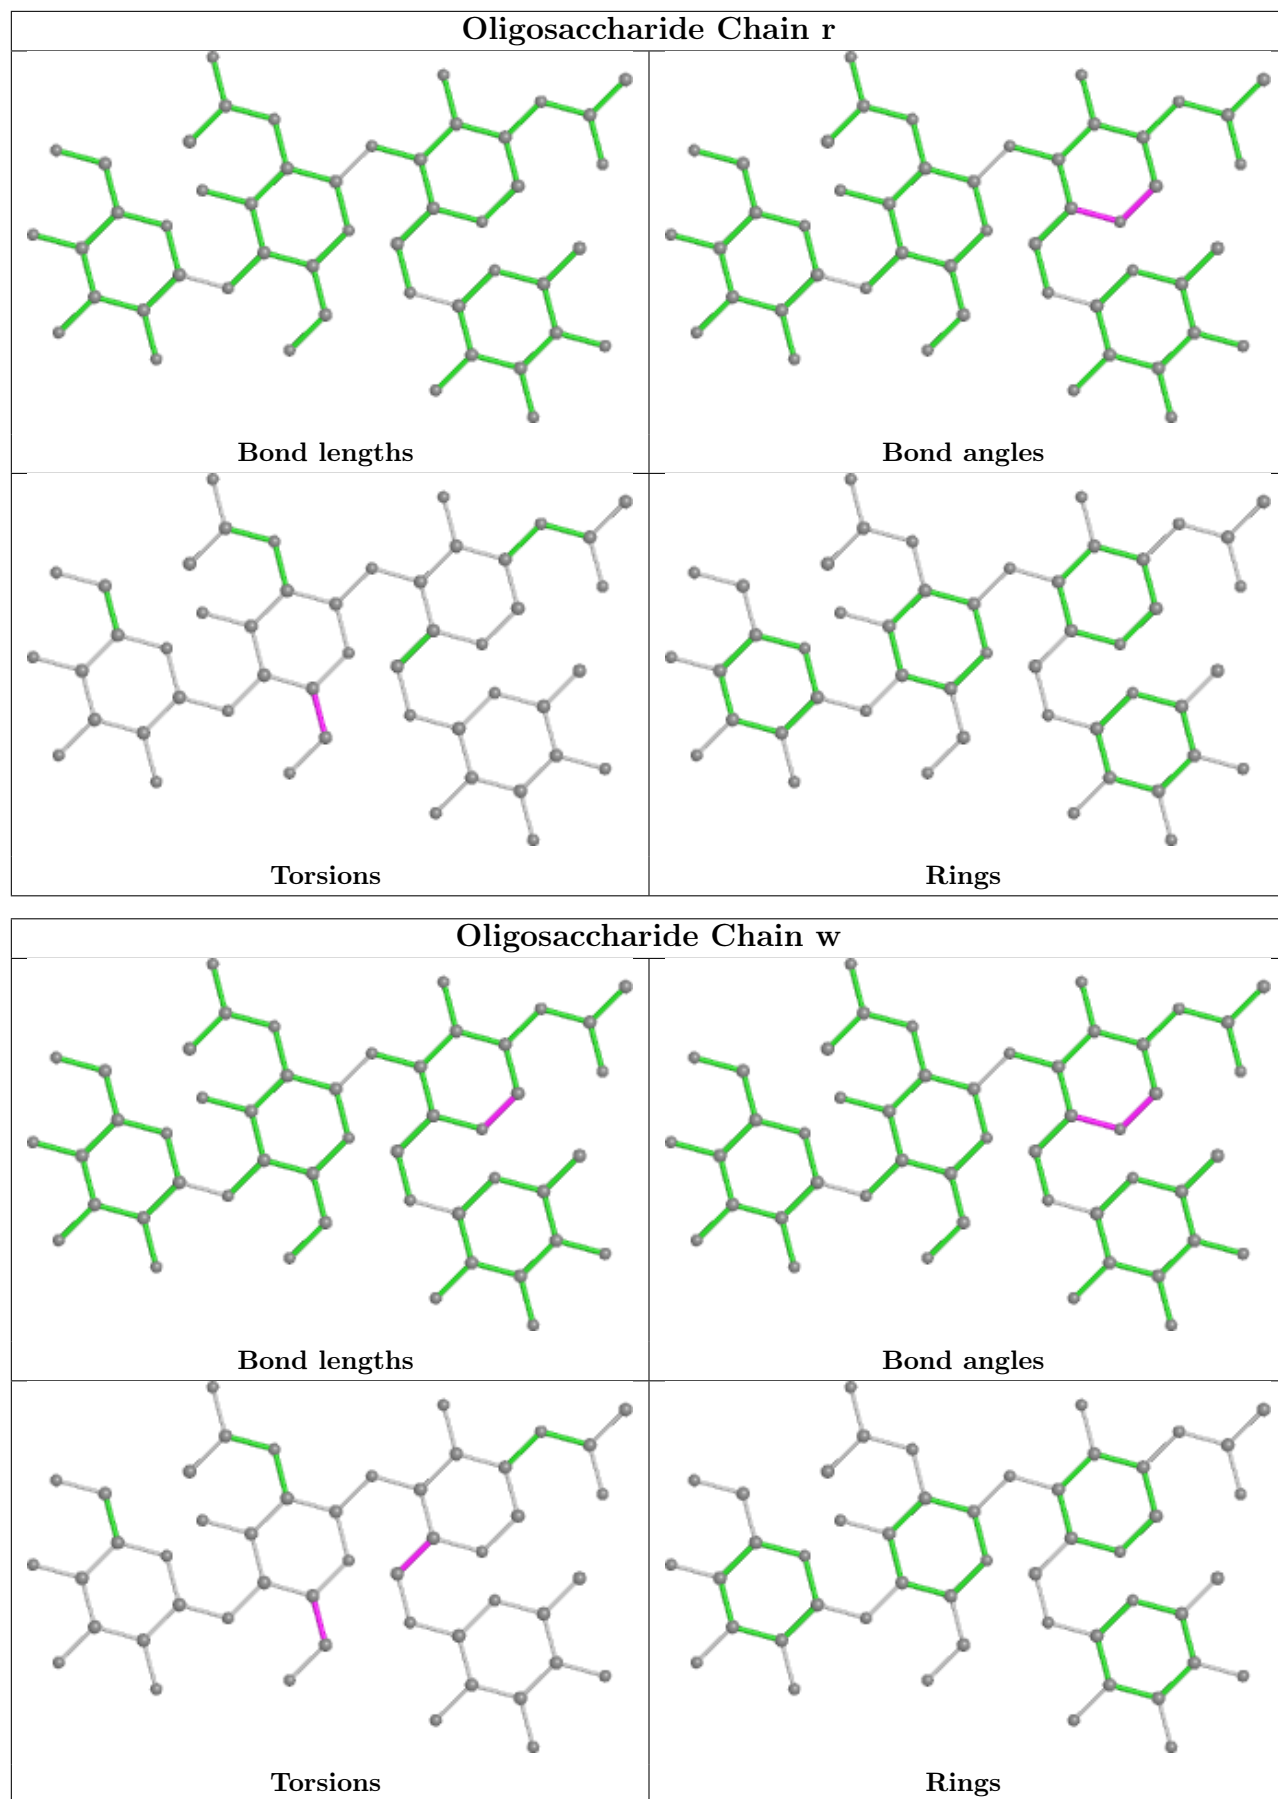 Oligosaccharide Chain r
Bond lengths
Bond angles
Torsions
Rings
Oligosaccharide Chain w
Bond lengths
Bond angles
Torsions
Rings